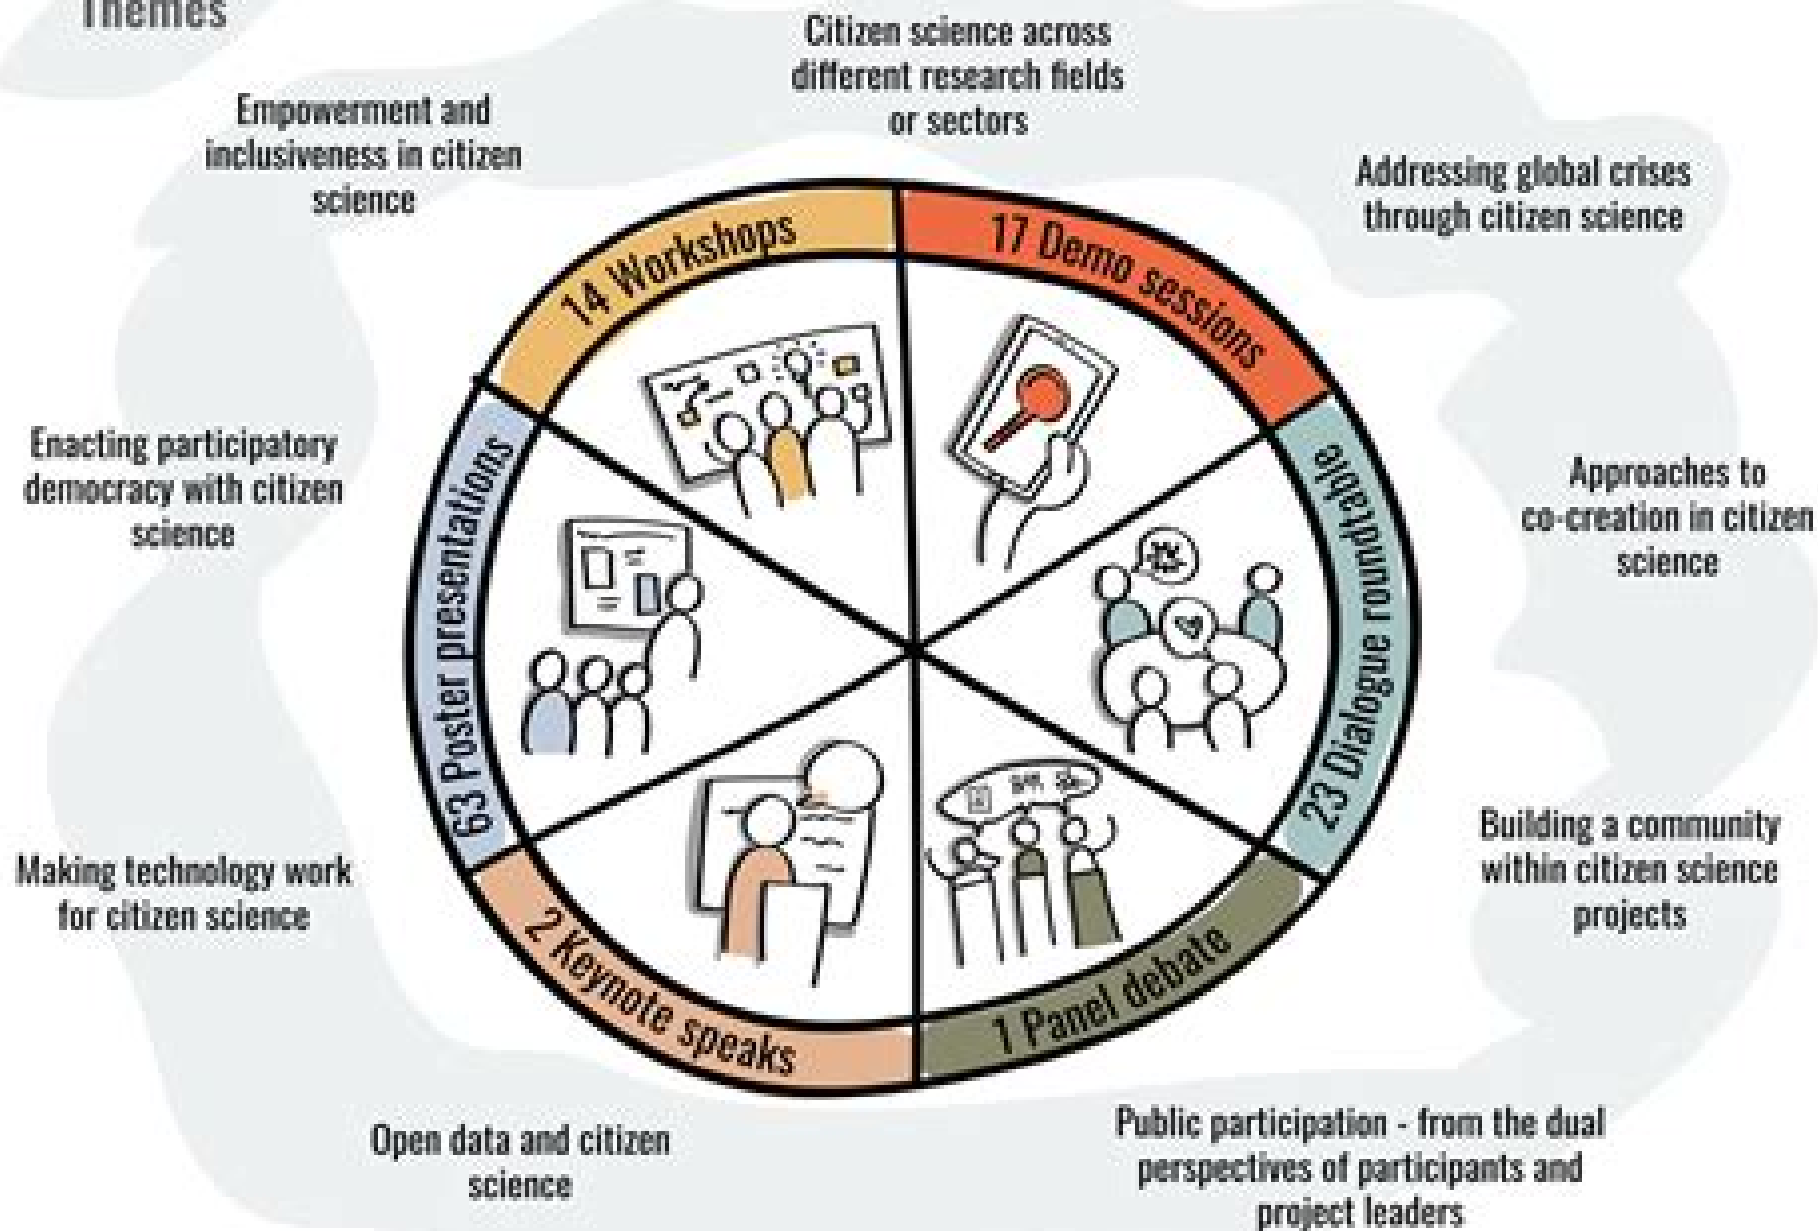 Themes
Citizen science across
different research fields
or sectors
Empowerment and
inclusiveness in citizen
science
Addressing global crises
through citizen science
14 Workshops
17 Demo sessions
Enacting participatory
democracy with citizen
science
Approaches to
co-creation in citizen
science
63 Poster presentations
23 Dialogue rountable
Making technology work
for citizen science
Building a community
within citizen science
projects
2 Keynote speaks
1 Panel debate
Open data and citizen
science
Public participation - from the dual
perspectives of participants and
project leaders